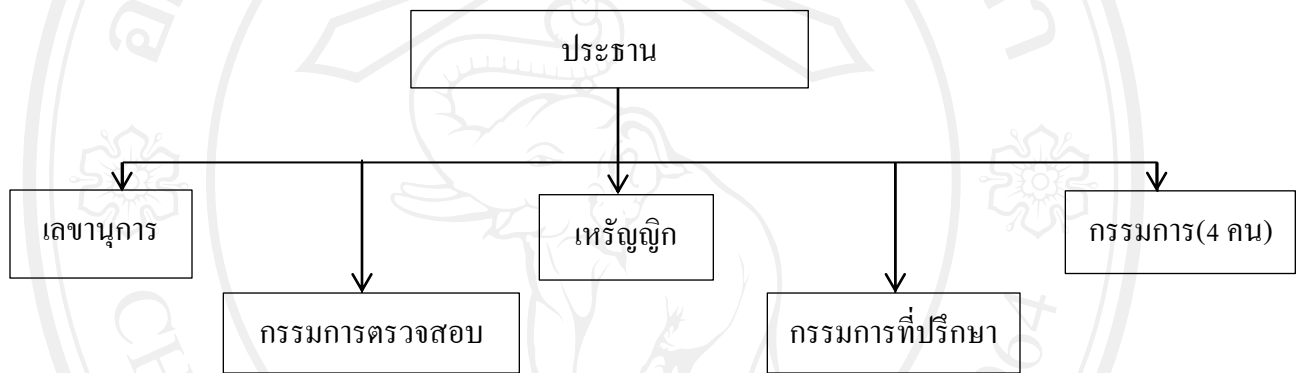 ประธาน
เลขานุการ
เหรัญญิก
กรรมการ(4 คน)
กรรมการตรวจสอบ
กรรมการที่ปรึกษา